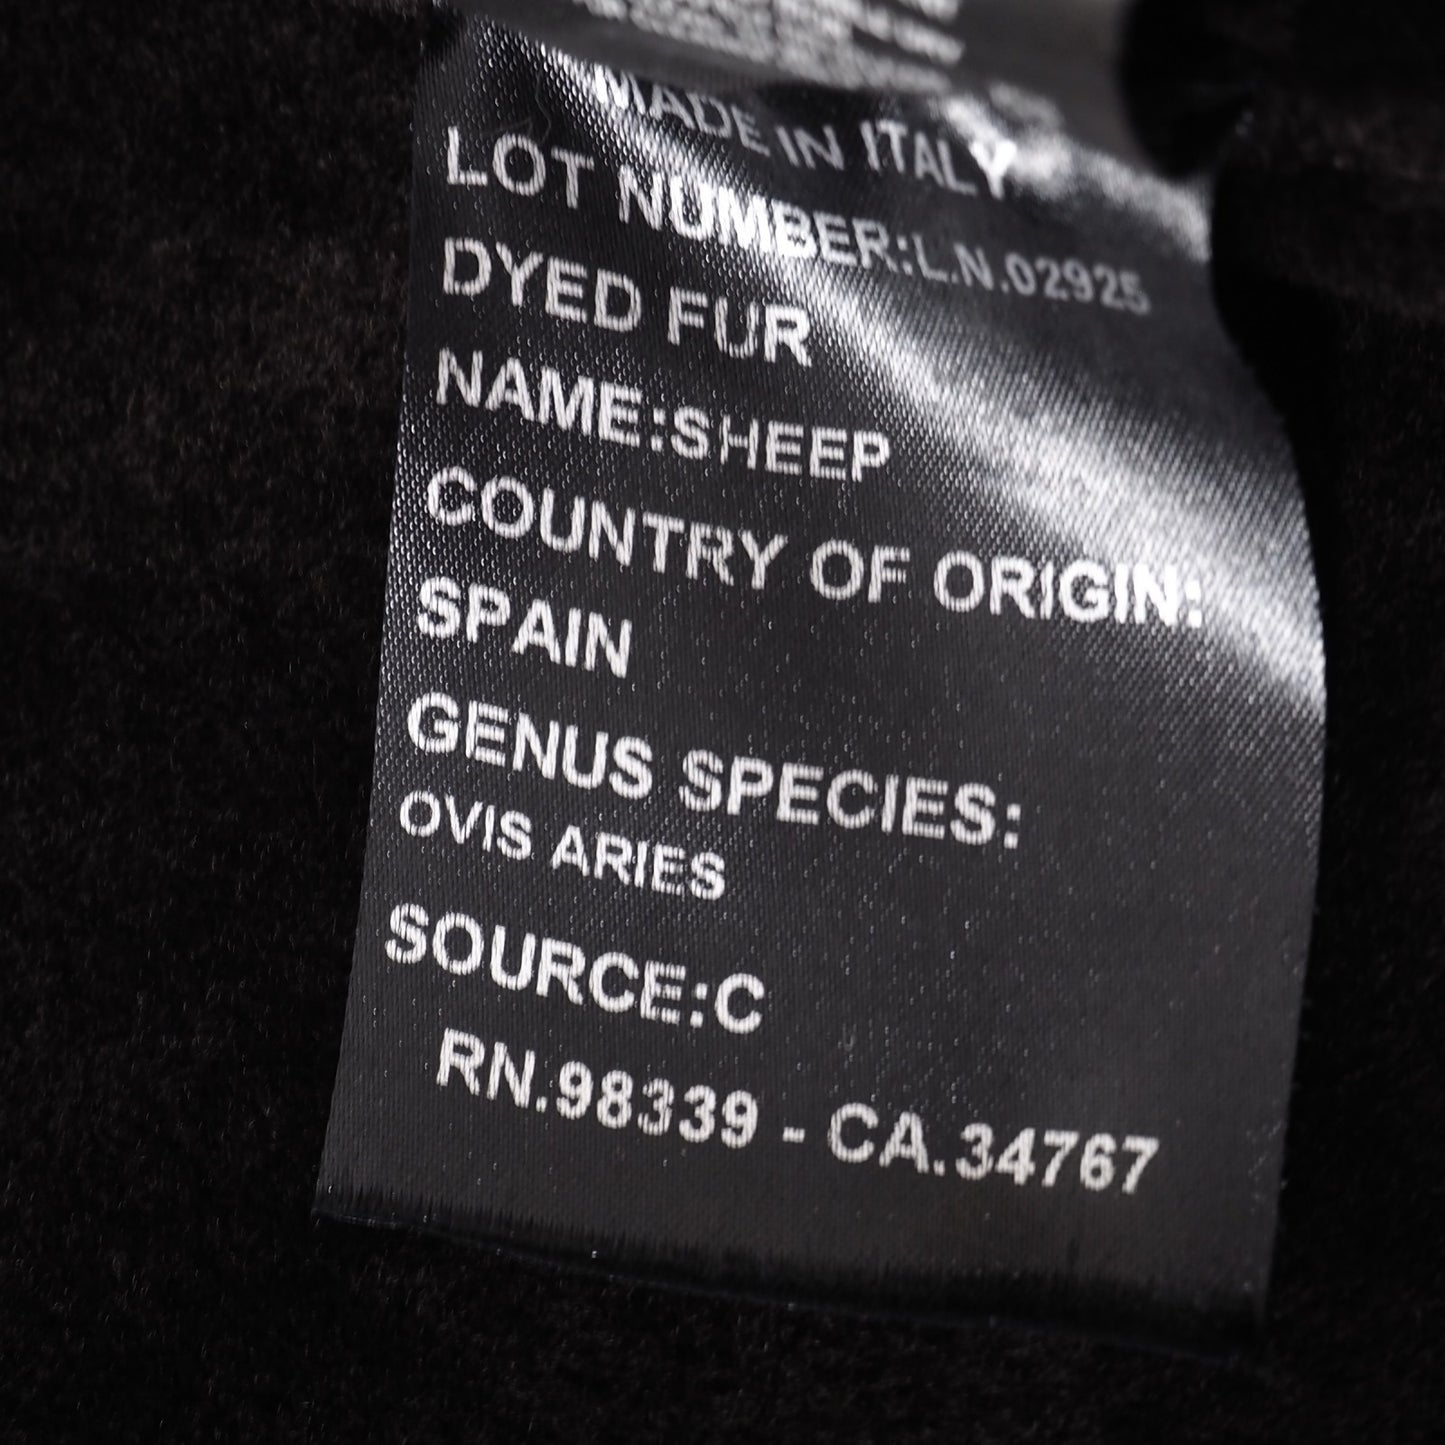 MADE IN ITALY
LOT NUMBER:L.N.02925
DYED FUR
NAME:SHEEP
COUNTRY OF ORIGIN:
SPAIN
GENUS SPECIES:
OVIS ARIES
SOURCE:C
RN.98339 - CA.34767